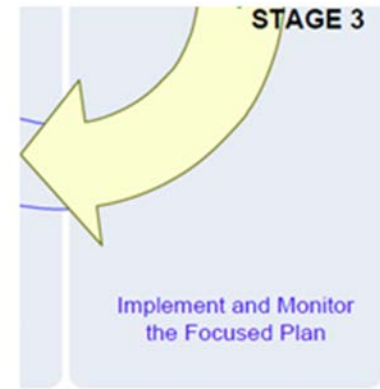 STAGE 3
Implement and Monitor
the Focused Plan